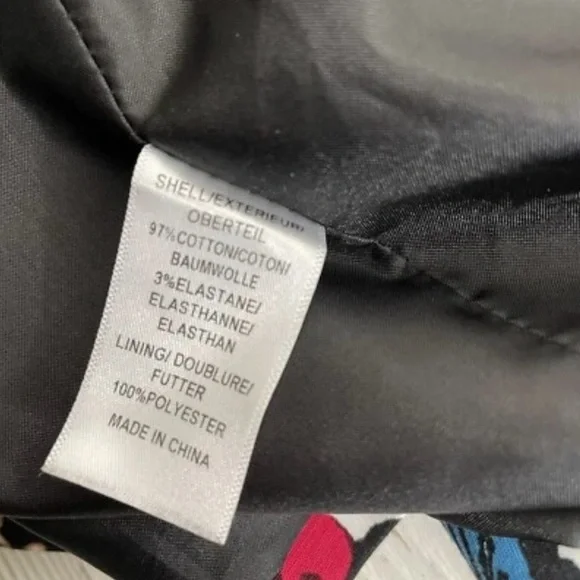 SHELL/EXTERIEUR/
OBERTEIL
97%COTTON/COTON/
BAUMWOLLE
3%ELASTANE/
ELASTHANNE/
ELASTHAN
LINING/ DOUBLURE/
FUTTER
100%POLYESTER
MADE IN CHINA